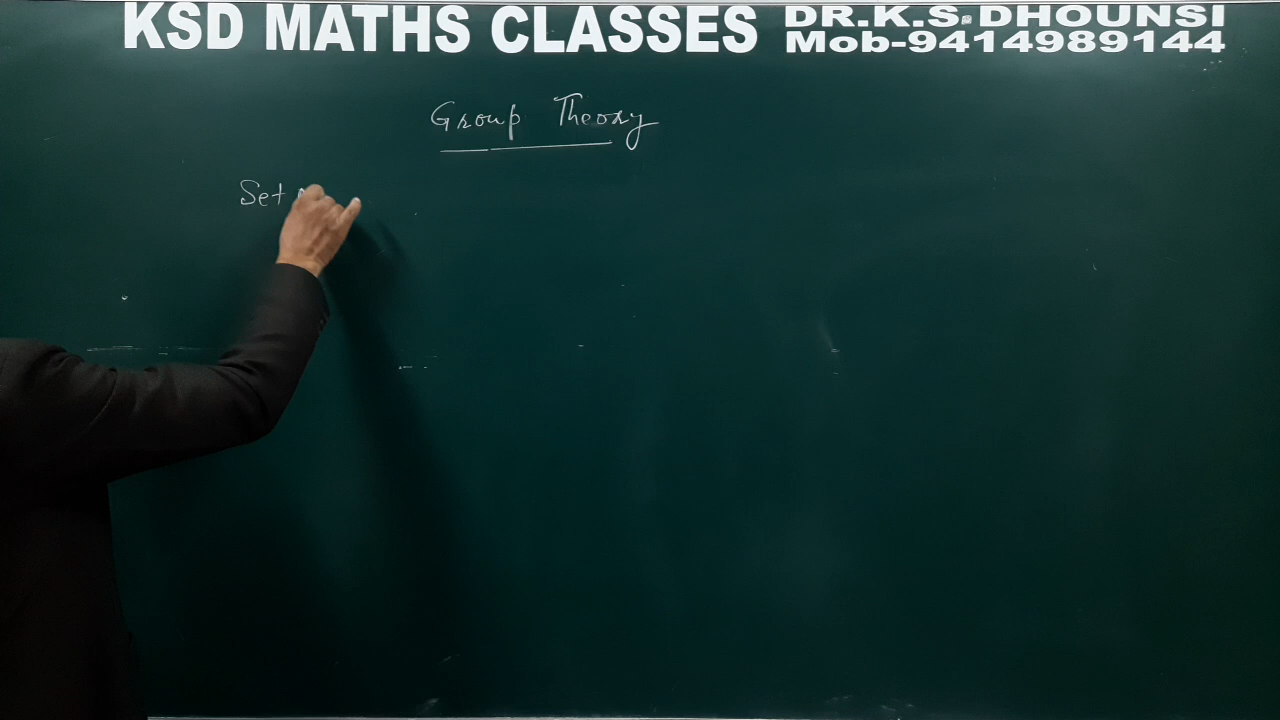 KSD MATHS CLASSES
DR.K.S.DHOUNSI
Mob-9414989144
Group Theory
Set